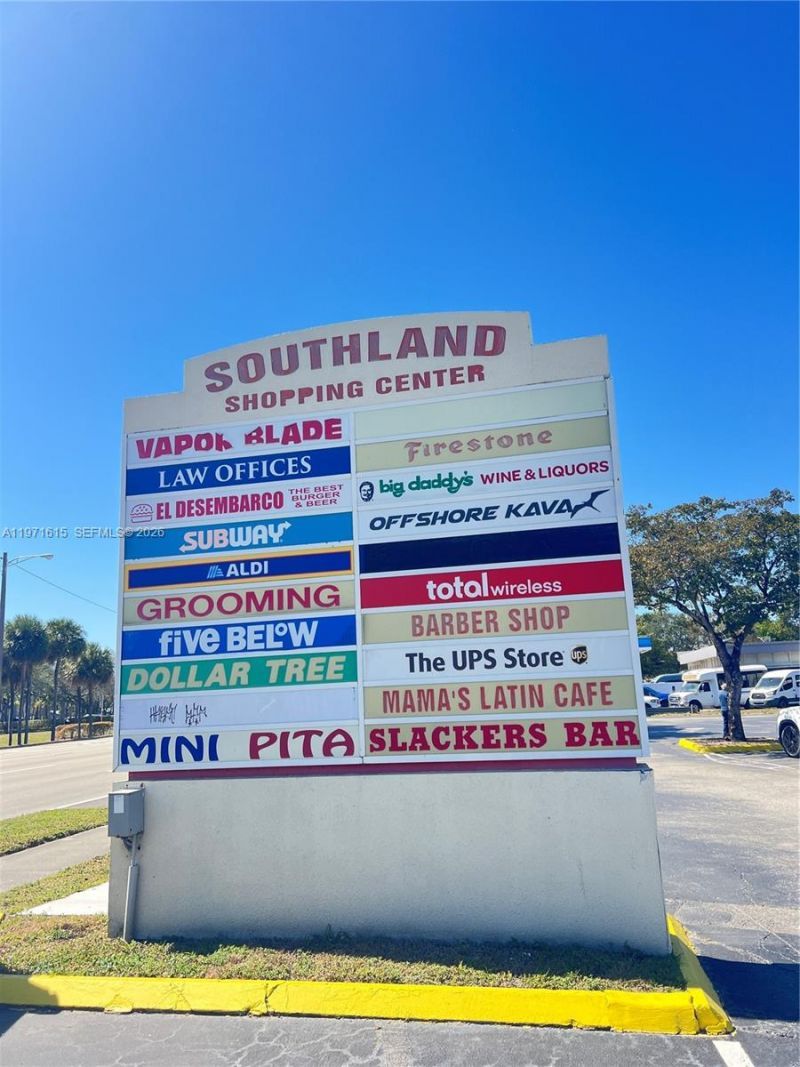 SOUTHLAND
SHOPPING CENTER
VAPOR BLADE
LAW OFFICES
EL DESEMBARCO THE BEST BURGER & BEER
SUBWAY
ALDI
GROOMING
five BELOW
DOLLAR TREE
MINI PITA
Firestone
big daddy's WINE & LIQUORS
OFFSHORE KAVA
total wireless
BARBER SHOP
The UPS Store ups
MAMA'S LATIN CAFE
SLACKERS BAR
A11971615 SEFMLS © 2026